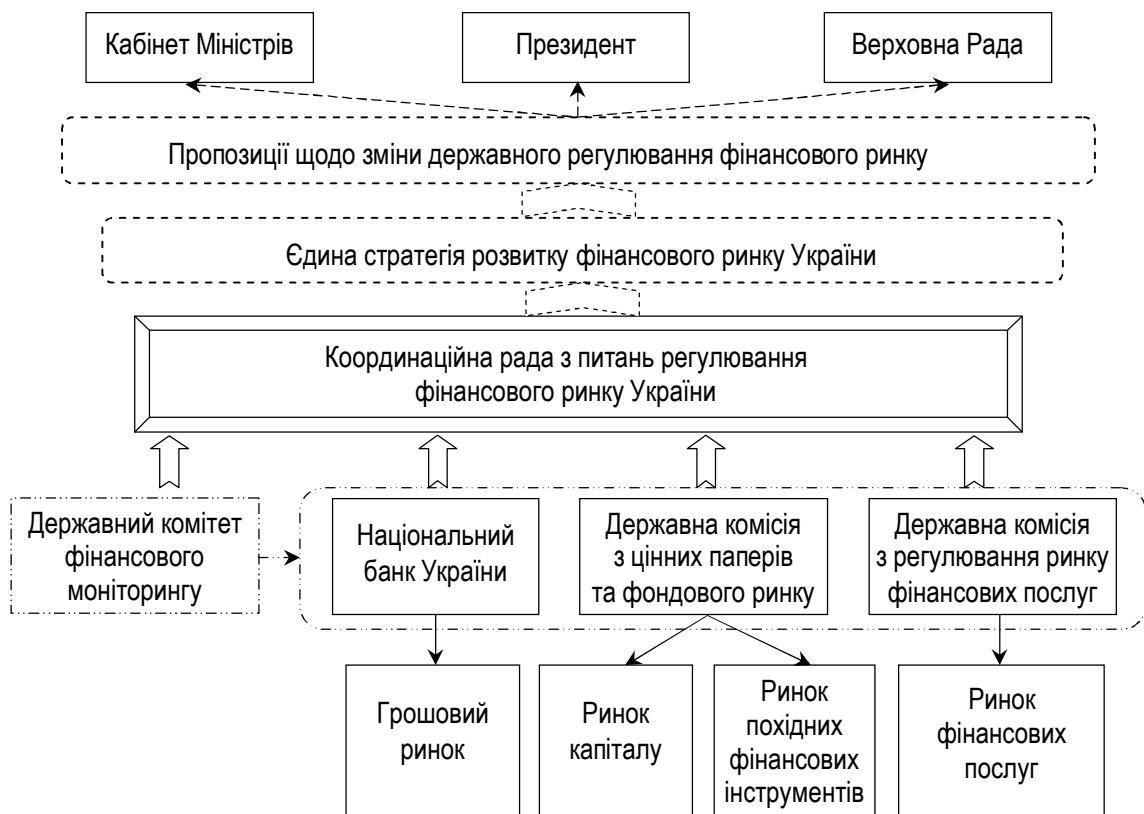 Кабінет Міністрів
Президент
Верховна Рада
Пропозиції щодо зміни державного регулювання фінансового ринку
Єдина стратегія розвитку фінансового ринку України
Координаційна рада з питань регулювання
фінансового ринку України
Державний комітет
фінансового
моніторингу
Національний
банк України
Державна комісія
з цінних паперів
та фондового ринку
Державна комісія
з регулювання ринку
фінансових послуг
Грошовий
ринок
Ринок
капіталу
Ринок
похідних
фінансових
інструментів
Ринок
фінансових
послуг